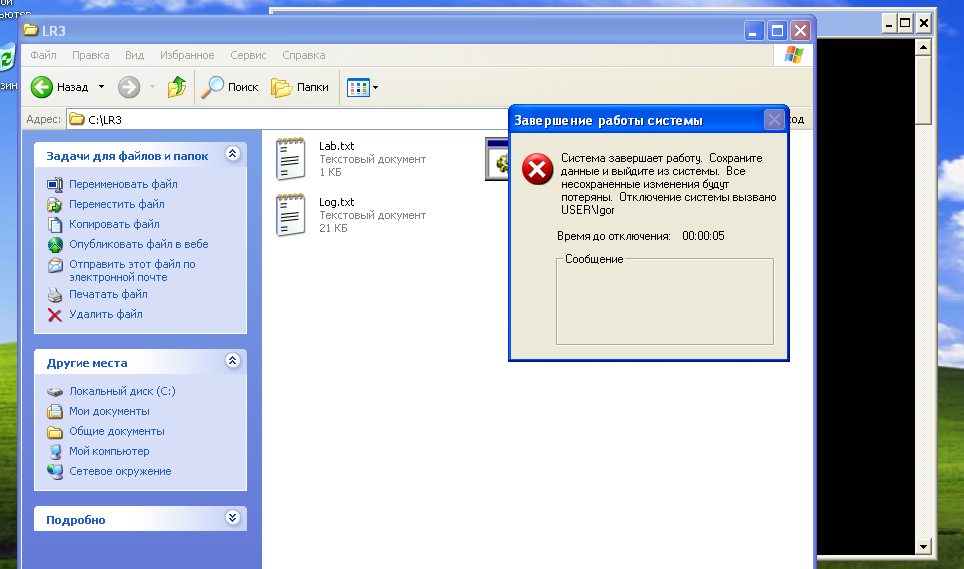 LR3
Файл Правка Вид Избранное Сервис Справка
Назад Поиск Папки
Адрес: C:\LR3
Задачи для файлов и папок
Переименовать файл
Переместить файл
Копировать файл
Опубликовать файл в вебе
Отправить этот файл по
электронной почте
Печатать файл
Удалить файл
Другие места
Локальный диск (C:)
Мои документы
Общие документы
Мой компьютер
Сетевое окружение
Подробно
Lab.txt
Текстовый документ
1 КБ
Log.txt
Текстовый документ
21 КБ
Завершение работы системы
Система завершает работу. Сохраните
данные и выйдите из системы. Все
несохраненные изменения будут
потеряны. Отключение системы вызвано
USER\Igor
Время до отключения: 00:00:05
Сообщение